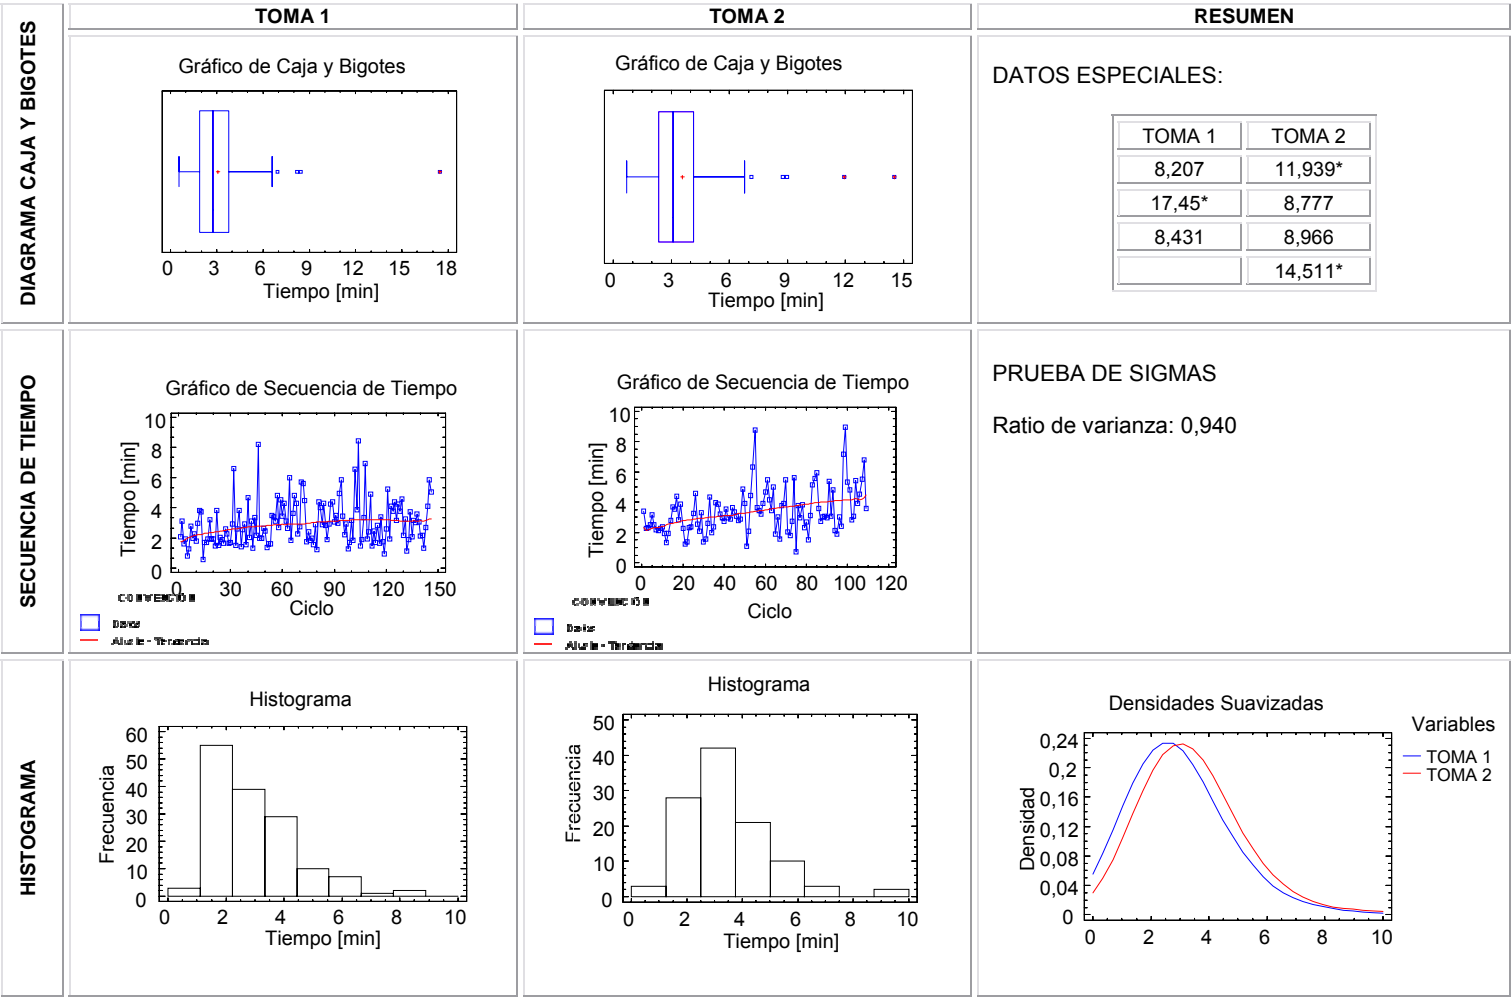 TOMA 1
TOMA 2
RESUMEN
DIAGRAMA CAJA Y BIGOTES
Gráfico de Caja y Bigotes
0 3 6 9 12 15 18
Tiempo [min]
Gráfico de Caja y Bigotes
0 3 6 9 12 15
Tiempo [min]
DATOS ESPECIALES:
TOMA 1 TOMA 2
8,207 11,939*
17,45* 8,777
8,431 8,966
14,511*
SECUENCIA DE TIEMPO
Gráfico de Secuencia de Tiempo
Tiempo [min]
10
8
6
4
2
0
0 30 60 90 120 150
Ciclo
CONVENCIÓN
Datos
Ajuste - Tendencia
Gráfico de Secuencia de Tiempo
Tiempo [min]
10
8
6
4
2
0
0 20 40 60 80 100 120
Ciclo
CONVENCIÓN
Datos
Ajuste - Tendencia
PRUEBA DE SIGMAS
Ratio de varianza: 0,940
HISTOGRAMA
Histograma
Frecuencia
60
50
40
30
20
10
0
0 2 4 6 8 10
Tiempo [min]
Histograma
Frecuencia
50
40
30
20
10
0
0 2 4 6 8 10
Tiempo [min]
Densidades Suavizadas
Densidad
0,24
0,2
0,16
0,12
0,08
0,04
0
0 2 4 6 8 10
Variables
TOMA 1
TOMA 2